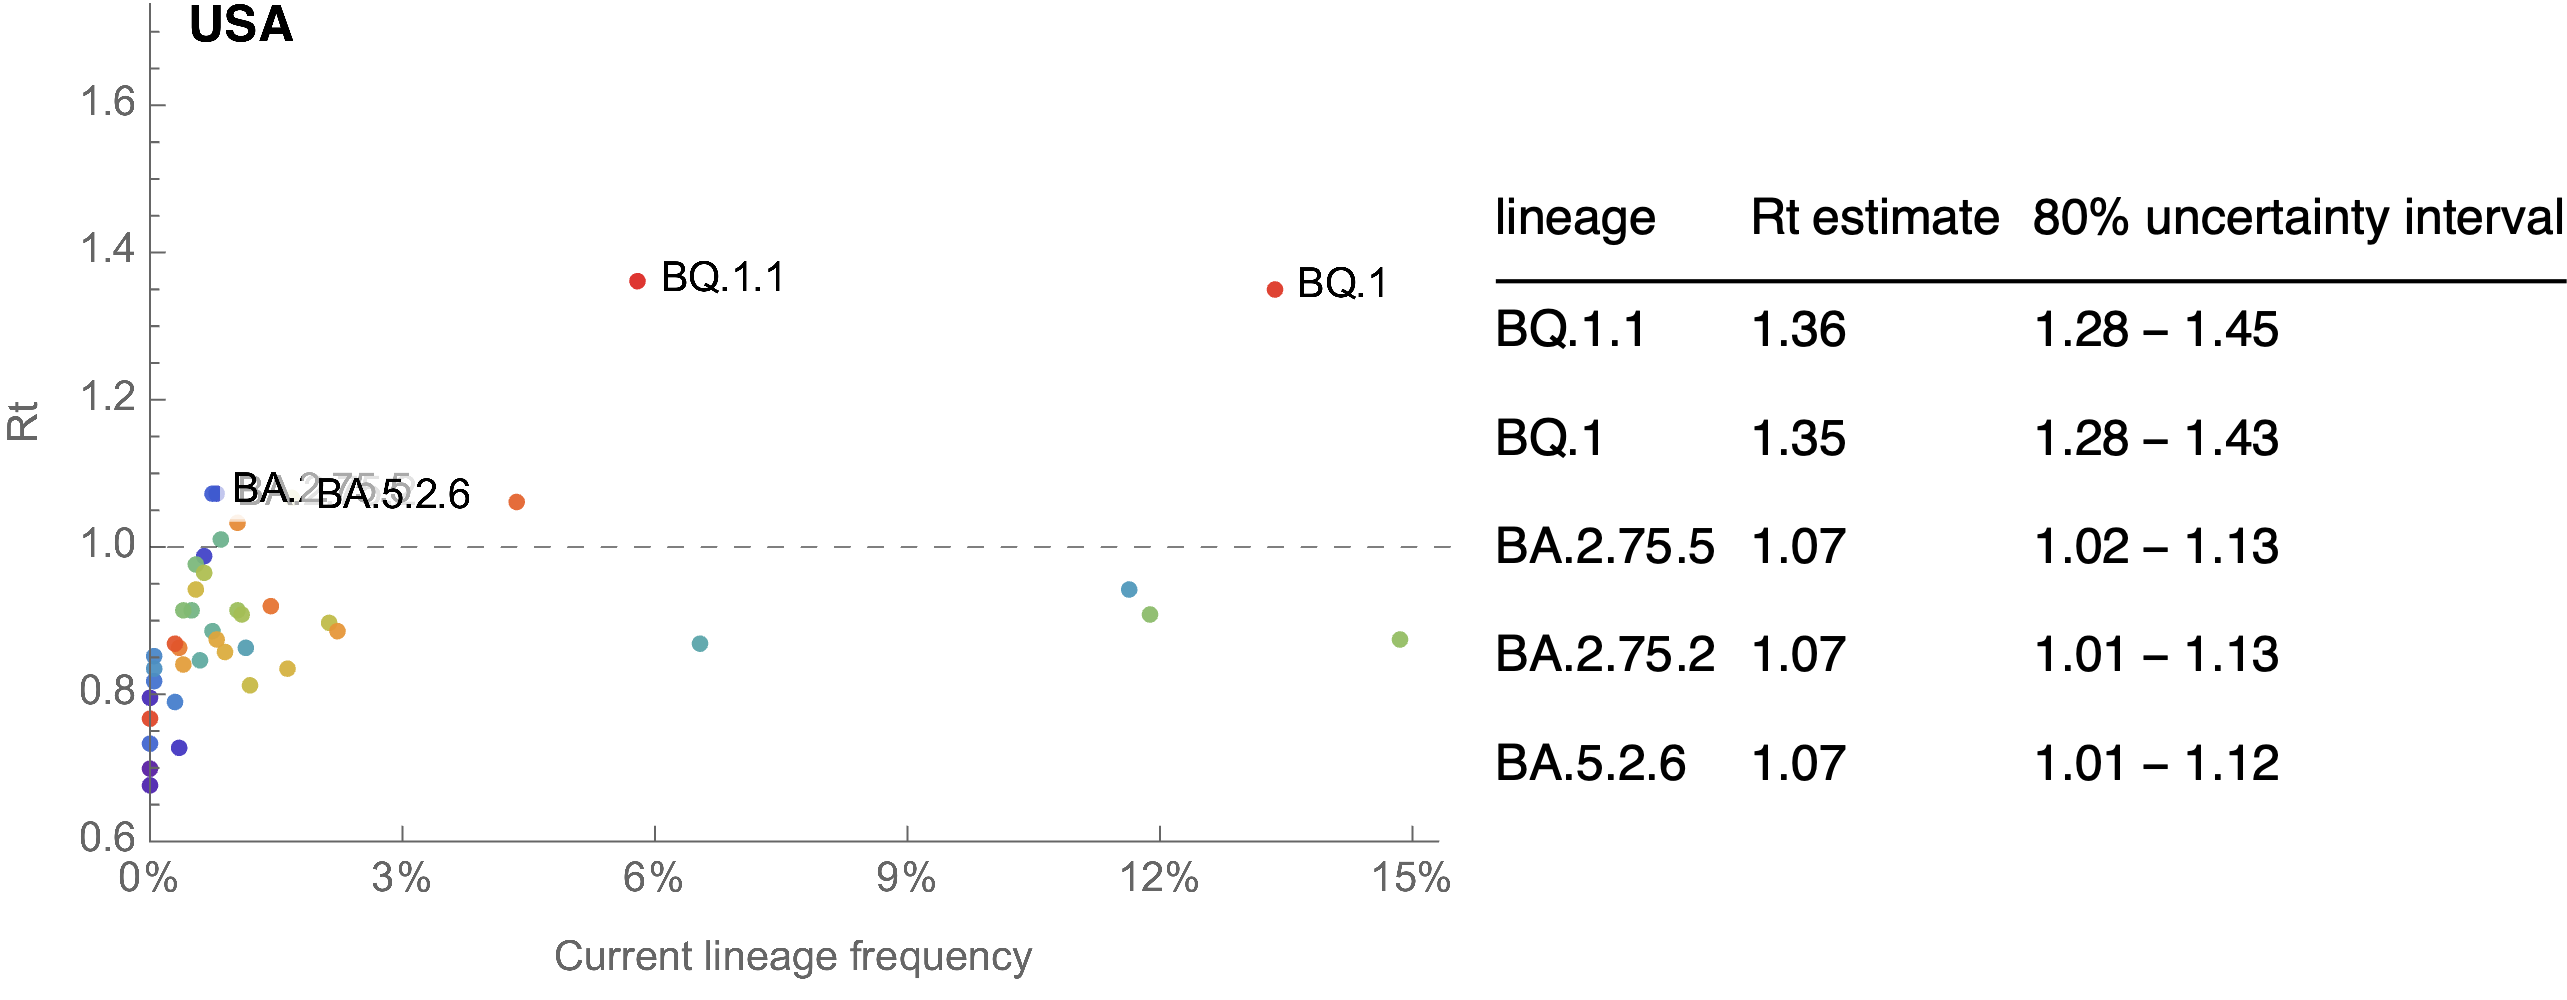 USA
1.6
1.4
1.2
1.0
0.8
0.6
Rt
BQ.1.1
BQ.1
BA.2.75.5
BA.5.2.6
0%
3%
6%
9%
12%
15%
Current lineage frequency
lineage Rt estimate 80% uncertainty interval
BQ.1.1 1.36 1.28 – 1.45
BQ.1 1.35 1.28 – 1.43
BA.2.75.5 1.07 1.02 – 1.13
BA.2.75.2 1.07 1.01 – 1.13
BA.5.2.6 1.07 1.01 – 1.12